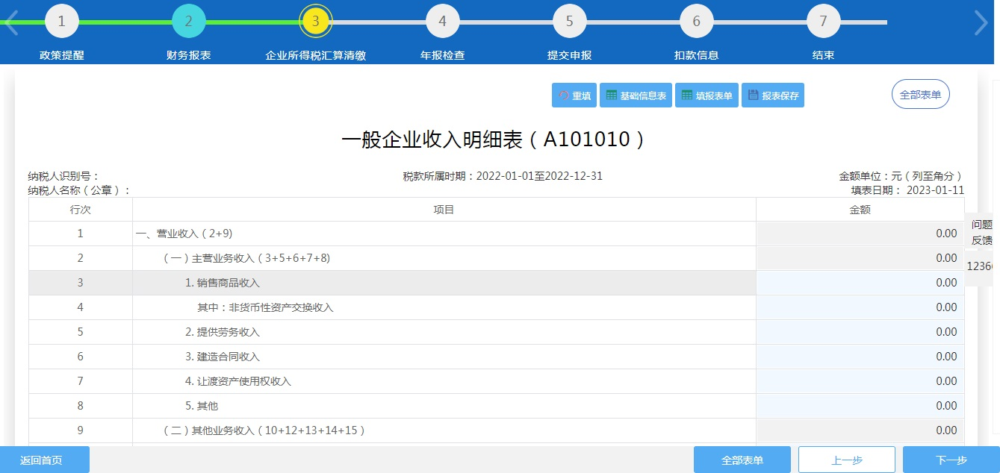 1 2 3 4 5 6 7
政策提醒 财务报表 企业所得税汇算清缴 年报检查 提交申报 扣款信息 结束
重填 基础信息表 填报表单 报表保存 全部表单
一般企业收入明细表（A101010）
纳税人识别号： 税款所属时期：2022-01-01至2022-12-31 金额单位：元（列至角分）
纳税人名称（公章）： 填表日期： 2023-01-11
行次 项目 金额
1 一、营业收入（2+9) 0.00
2 （一）主营业务收入（3+5+6+7+8) 0.00
3 1. 销售商品收入 0.00
4 其中：非货币性资产交换收入 0.00
5 2. 提供劳务收入 0.00
6 3. 建造合同收入 0.00
7 4. 让渡资产使用权收入 0.00
8 5. 其他 0.00
9 （二）其他业务收入（10+12+13+14+15） 0.00
问题
反馈
1236
返回首页 全部表单 上一步 下一步